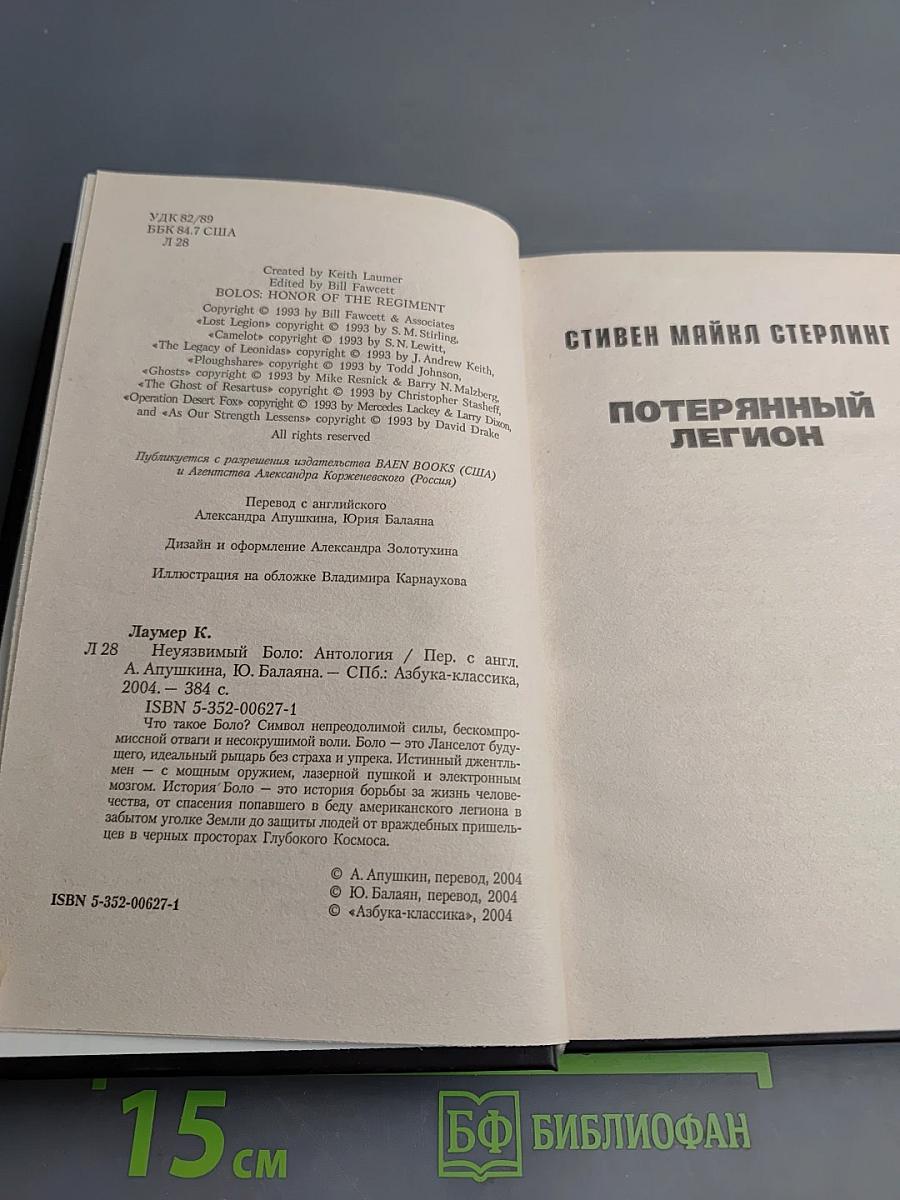 УДК 82/89
ББК 84.7 США
Л 28
Created by Keith Laumer
Edited by Bill Fawcett
BOLOS: HONOR OF THE REGIMENT
Copyright © 1993 by Bill Fawcett & Associates
«Lost Legion» copyright © 1993 by S. M. Stirling,
«Camelot» copyright © 1993 by S. N. Lewitt,
«The Legacy of Leonidas» copyright © 1993 by J. Andrew Keith,
«Ploughshare» copyright © 1993 by Todd Johnson,
«Ghosts» copyright © 1993 by Mike Resnick & Barry N. Malzberg,
«The Ghost of Resartus» copyright © 1993 by Christopher Stasheff,
«Operation Desert Fox» copyright © 1993 by Mercedes Lackey & Larry Dixon,
and «As Our Strength Lessens» copyright © 1993 by David Drake
All rights reserved
Публикуется с разрешения издательства BAEN BOOKS (США)
и Агентства Александра Корженевского (Россия)
Перевод с английского
Александра Апушкина, Юрия Балаяна
Дизайн и оформление Александра Золотухина
Иллюстрация на обложке Владимира Карнаухова
Лаумер К.
Л 28 Неуязвимый Боло: Антология / Пер. с англ.
А. Апушкина, Ю. Балаяна. — СПб.: Азбука-классика,
2004. — 384 с.
ISBN 5-352-00627-1
Что такое Боло? Символ непреодолимой силы, бескомпро-
миссной отваги и несокрушимой воли. Боло — это Ланселот буду-
щего, идеальный рыцарь без страха и упрека. Истинный джентль-
мен — с мощным оружием, лазерной пушкой и электронным
мозгом. История Боло — это история борьбы за жизнь челове-
чества, от спасения попавшего в беду американского легиона в
забытом уголке Земли до защиты людей от враждебных пришель-
цев в черных просторах Глубокого Космоса.
© А. Апушкин, перевод, 2004
© Ю. Балаян, перевод, 2004
ISBN 5-352-00627-1 © «Азбука-классика», 2004
СТИВЕН МАЙКЛ СТЕРЛИНГ
ПОТЕРЯННЫЙ
ЛЕГИОН
15 см
БФ БИБЛИОФАН